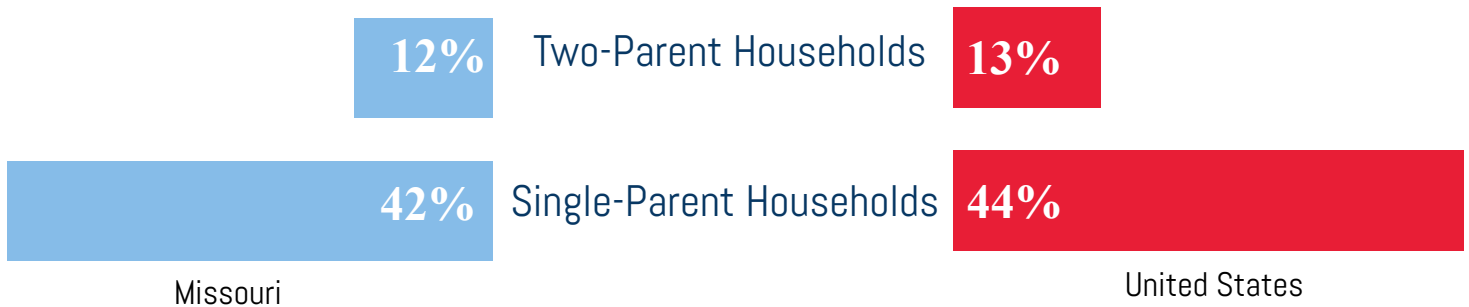 12% Two-Parent Households 13%
42% Single-Parent Households 44%
Missouri
United States